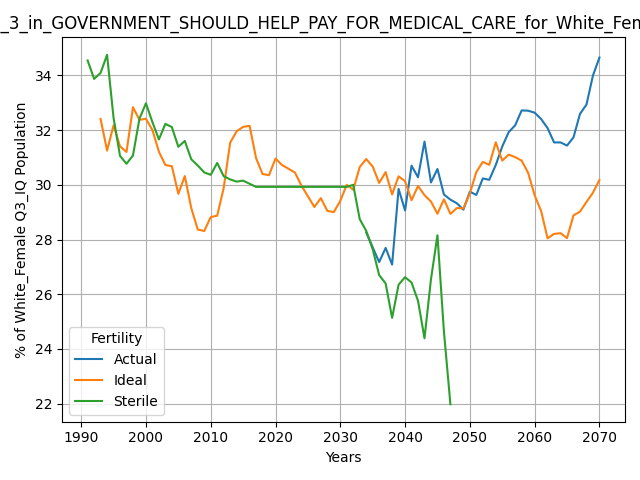 _3_in_GOVERNMENT_SHOULD_HELP_PAY_FOR_MEDICAL_CARE_for_White_Fem
% of White_Female Q3_IQ Population
34
32
30
28
26
24
22
Fertility
Actual
Ideal
Sterile
1990 2000 2010 2020 2030 2040 2050 2060 2070
Years